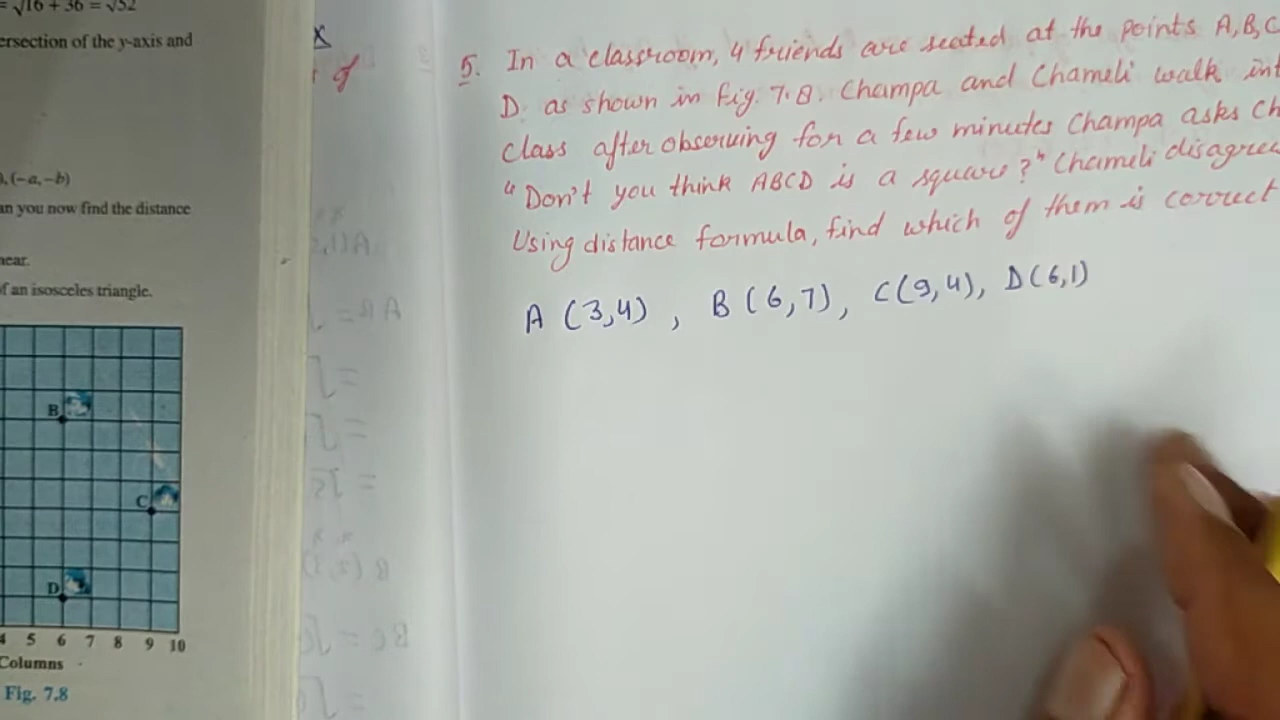 = √16 + 36 = √52
ersection of the y-axis and
, (−a, −b)
an you now find the distance
near.
f an isosceles triangle.
B
C
D
4 5 6 7 8 9 10
Columns
Fig. 7.8
5. In a classroom, 4 friends are seated at the points A, B, C
D as shown in Fig. 7.8. Champa and Chameli walk int
class after observing for a few minutes Champa asks Ch
"Don't you think ABCD is a square?" Chameli disagree
Using distance formula, find which of them is correct
A (3,4) , B (6,7), C(9,4), D(6,1)